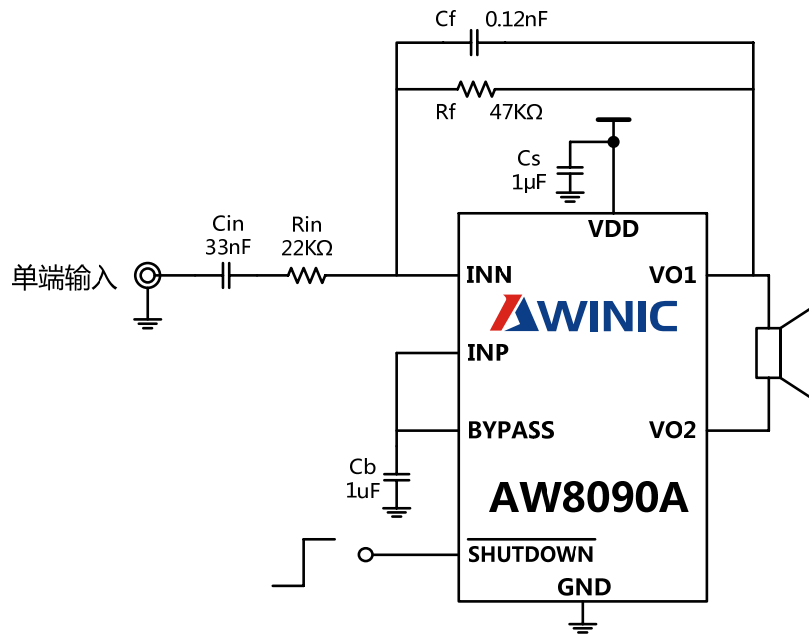 Cf 0.12nF
Rf 47KΩ
Cs
1μF
VDD
Cin Rin
33nF 22KΩ
单端输入
INN VO1
AWINIC
INP
BYPASS VO2
Cb
1uF
AW8090A
SHUTDOWN
GND